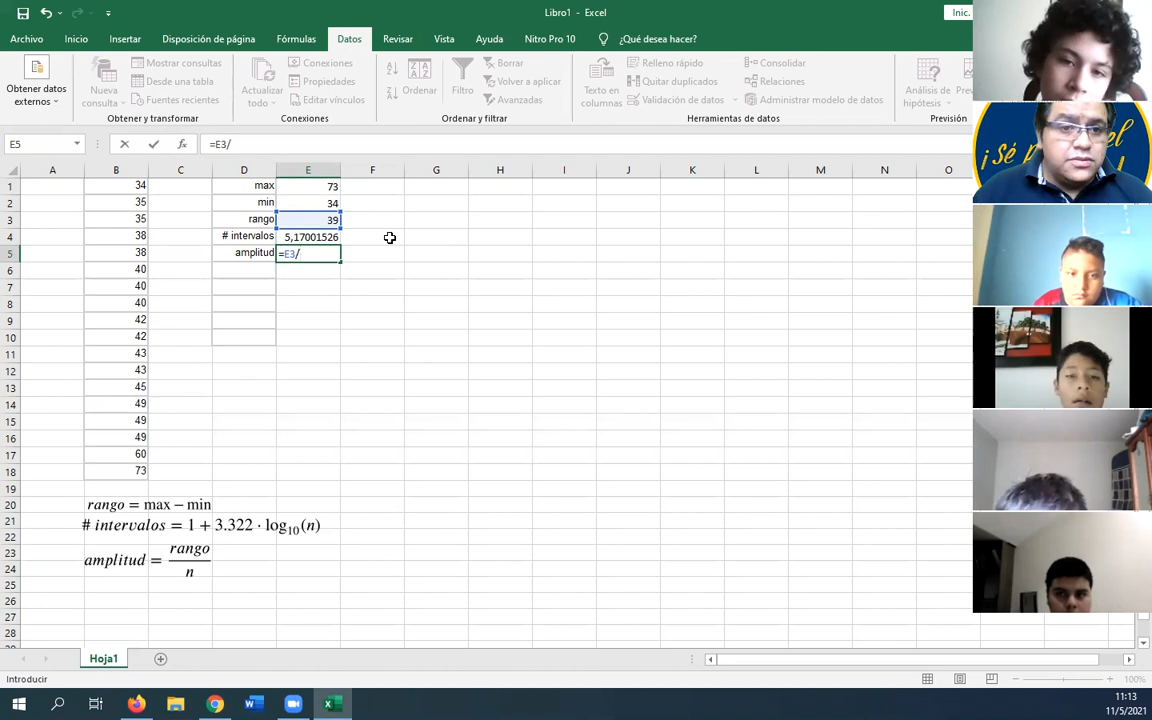 Libro1 - Excel
Inic.
Archivo Inicio Insertar Disposición de página Fórmulas Datos Revisar Vista Ayuda Nitro Pro 10 ¿Qué desea hacer?
Obtener datos externos
Nueva consulta
Mostrar consultas
Desde una tabla
Fuentes recientes
Obtener y transformar
Actualizar todo
Conexiones
Propiedades
Editar vínculos
Conexiones
Ordenar
Filtro
Borrar
Volver a aplicar
Avanzadas
Ordenar y filtrar
Texto en columnas
Relleno rápido
Quitar duplicados
Validación de datos
Consolidar
Relaciones
Administrar modelo de datos
Herramientas de datos
Análisis de hipótesis
Previsión
¡Sé
el
E5 fx =E3/
A B C D E F G H I J K L M N O
1 34 max 73
2 35 min 34
3 35 rango 39
4 38 # intervalos 5,17001526
5 38 amplitud =E3/
6 40
7 40
8 40
9 42
10 42
11 43
12 43
13 45
14 49
15 49
16 49
17 60
18 73
19
20 rango = max − min
21 # intervalos = 1 + 3.322 · log10(n)
22
23 amplitud = rango
24 n
25
26
27
28
Hoja1
Introducir
100%
11:13
11/5/2021